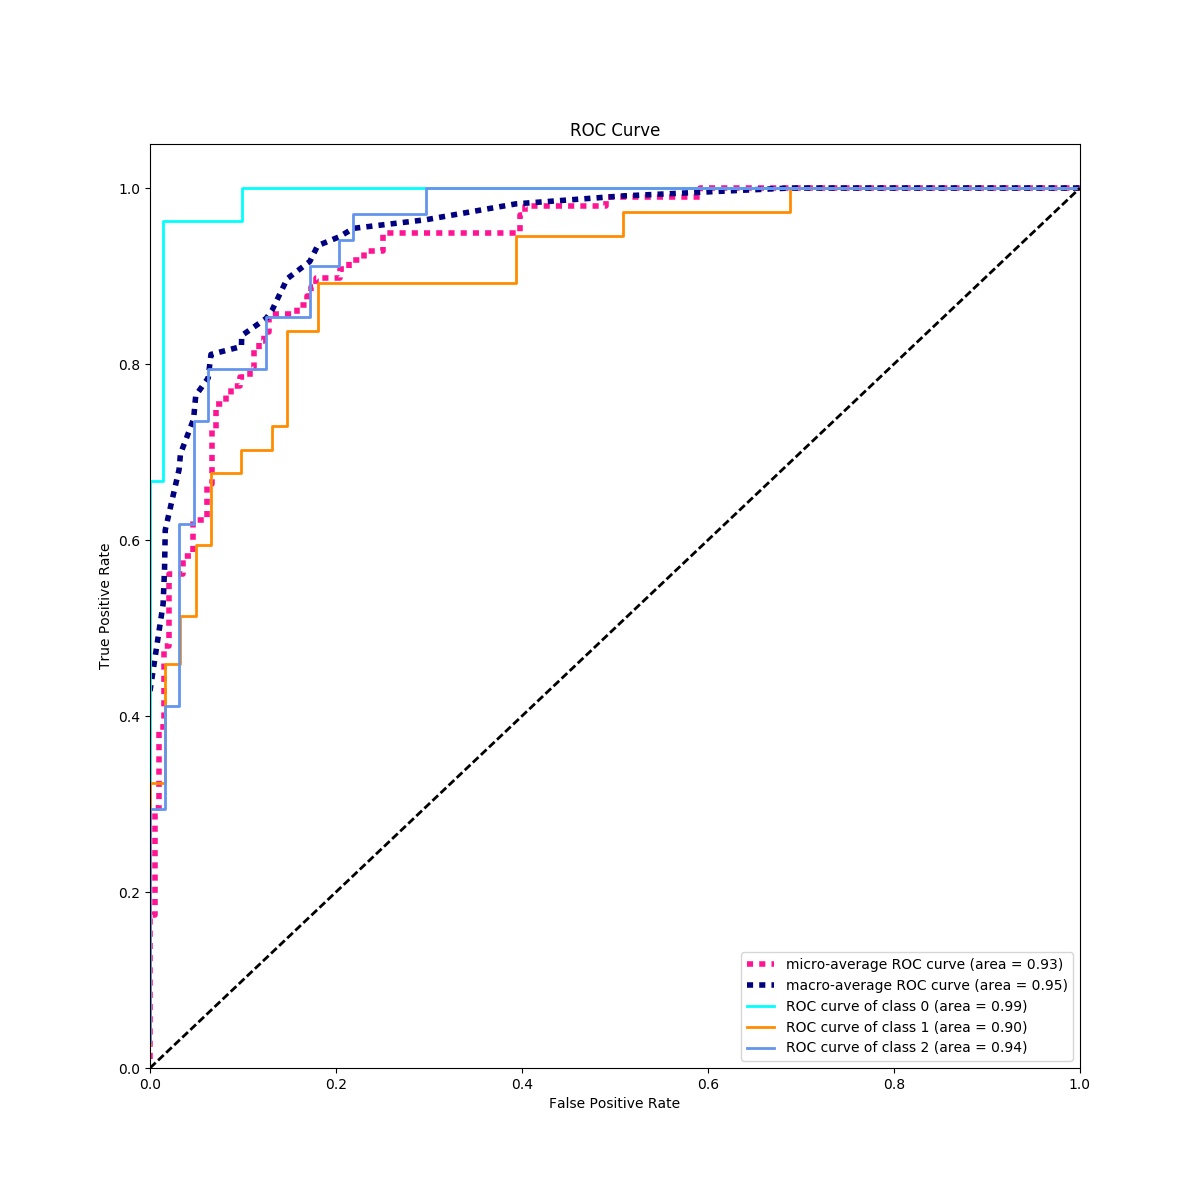 ROC Curve
1.0
0.8
0.6
0.4
0.2
0.0
True Positive Rate
0.0 0.2 0.4 0.6 0.8 1.0
False Positive Rate
micro-average ROC curve (area = 0.93)
macro-average ROC curve (area = 0.95)
ROC curve of class 0 (area = 0.99)
ROC curve of class 1 (area = 0.90)
ROC curve of class 2 (area = 0.94)